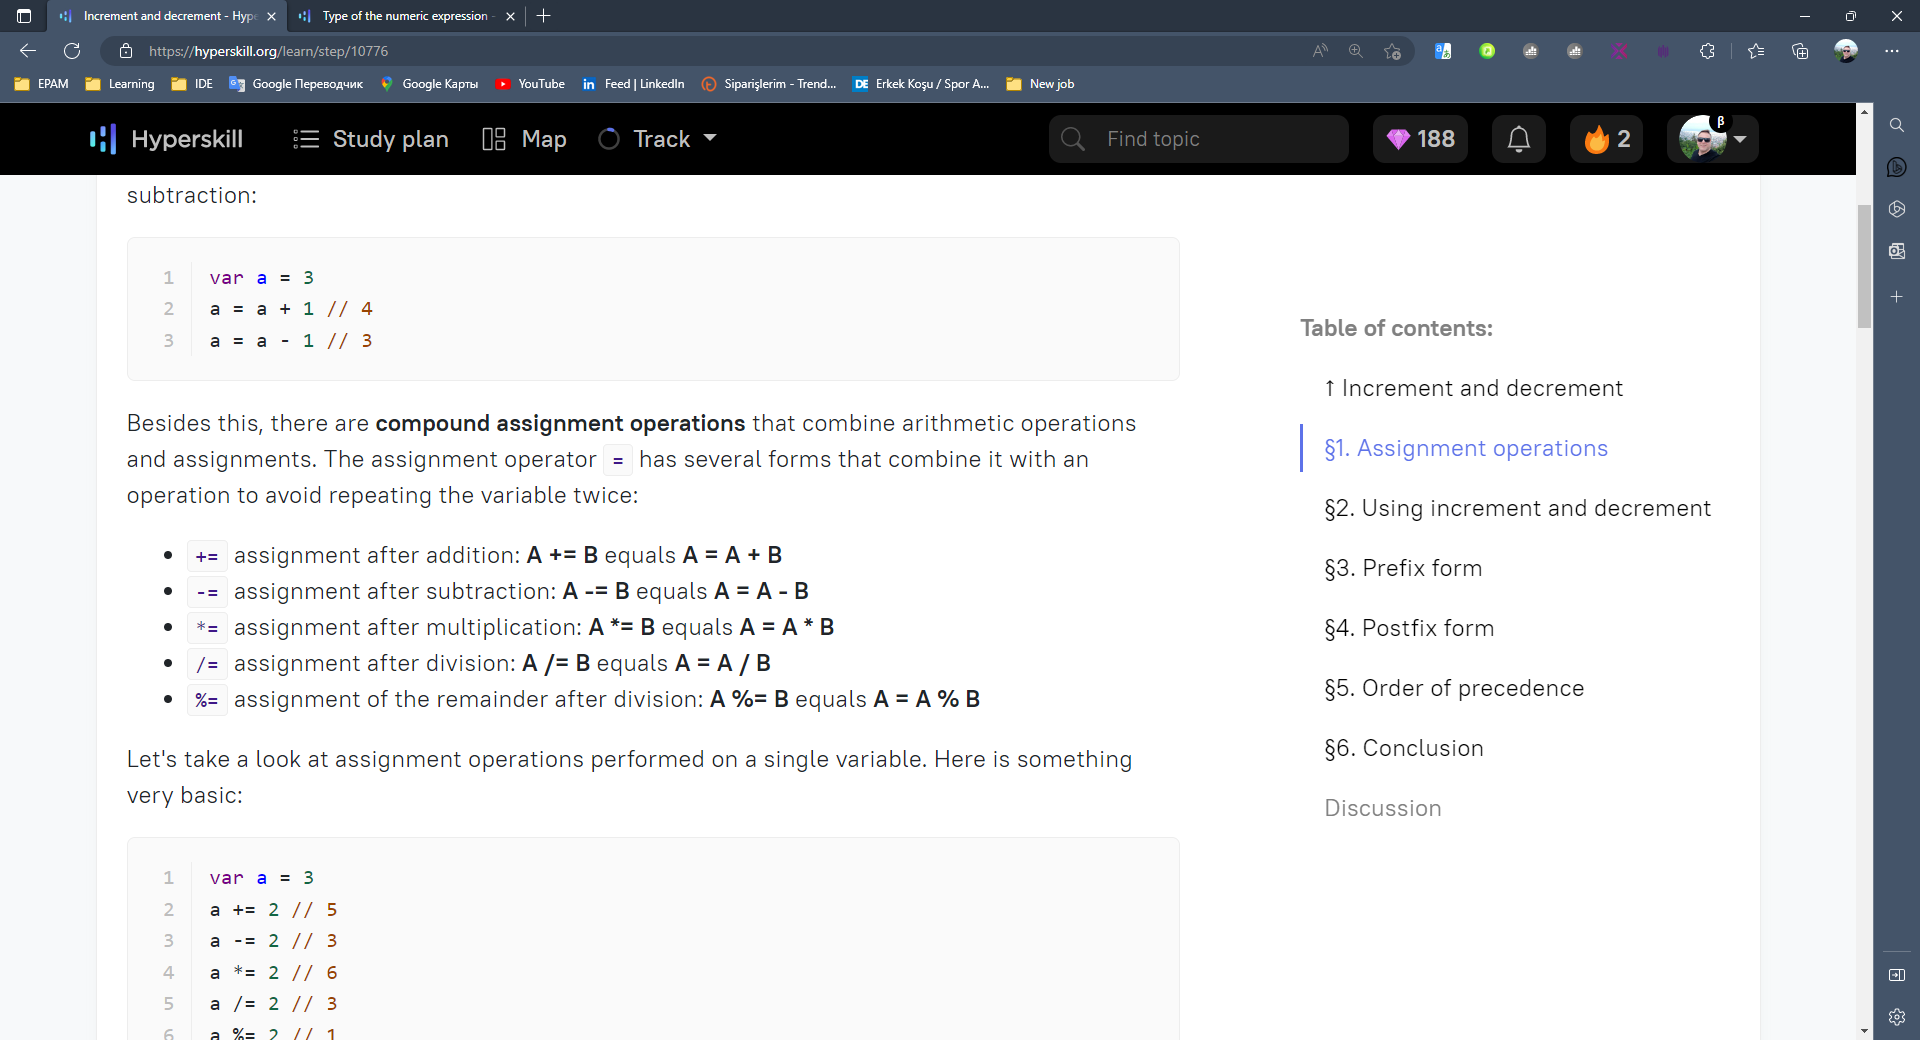 Increment and decrement - Hype
Type of the numeric expression -
https://hyperskill.org/learn/step/10776
EPAM
Learning
IDE
Google Переводчик
Google Карты
YouTube
Feed | LinkedIn
Siparişlerim - Trend...
Erkek Koşu / Spor A...
New job
Hyperskill
Study plan
Map
Track
Find topic
188
2
β
subtraction:
1 var a = 3
2 a = a + 1 // 4
3 a = a - 1 // 3
Besides this, there are compound assignment operations that combine arithmetic operations
and assignments. The assignment operator = has several forms that combine it with an
operation to avoid repeating the variable twice:
• += assignment after addition: A += B equals A = A + B
• -= assignment after subtraction: A -= B equals A = A - B
• *= assignment after multiplication: A *= B equals A = A * B
• /= assignment after division: A /= B equals A = A / B
• %= assignment of the remainder after division: A %= B equals A = A % B
Let's take a look at assignment operations performed on a single variable. Here is something
very basic:
1 var a = 3
2 a += 2 // 5
3 a -= 2 // 3
4 a *= 2 // 6
5 a /= 2 // 3
6 a %= 2 // 1
Table of contents:
↑ Increment and decrement
§1. Assignment operations
§2. Using increment and decrement
§3. Prefix form
§4. Postfix form
§5. Order of precedence
§6. Conclusion
Discussion